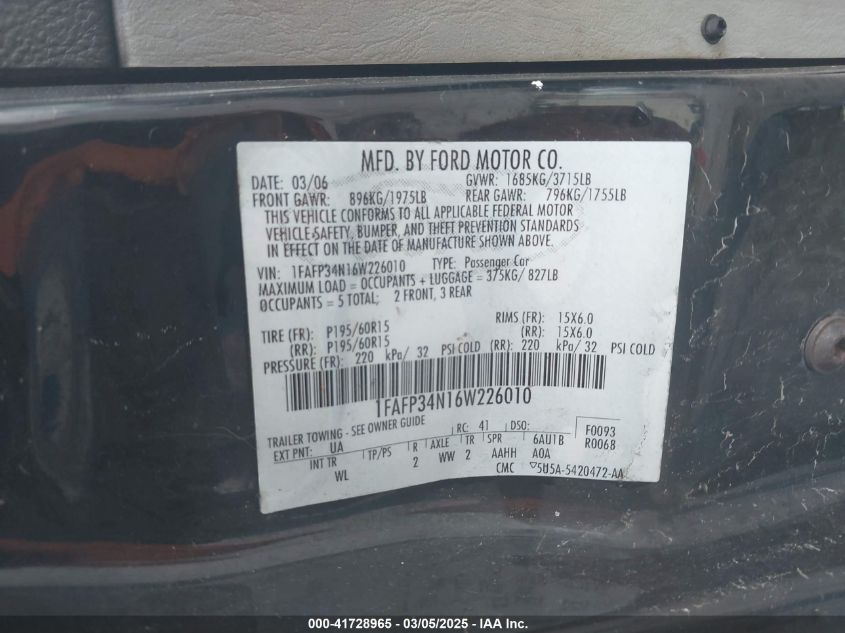 MFD. BY FORD MOTOR CO.
DATE: 03/06 GVWR: 1685KG/3715LB
FRONT GAWR: 896KG/1975LB REAR GAWR: 796KG/1755LB
THIS VEHICLE CONFORMS TO ALL APPLICABLE FEDERAL MOTOR
VEHICLE SAFETY, BUMPER, AND THEFT PREVENTION STANDARDS
IN EFFECT ON THE DATE OF MANUFACTURE SHOWN ABOVE.
VIN: 1FAFP34N16W226010 TYPE: Passenger Car
MAXIMUM LOAD = OCCUPANTS + LUGGAGE = 375KG/ 827LB
OCCUPANTS = 5 TOTAL; 2 FRONT, 3 REAR
TIRE (FR): P195/60R15 RIMS (FR): 15X6.0
(RR): P195/60R15 (RR): 15X6.0
PRESSURE (FR): 220 kPa/ 32 PSI COLD (RR): 220 kPa/ 32 PSI COLD
1FAFP34N16W226010
TRAILER TOWING - SEE OWNER GUIDE RC: 41 DSO: F0093
EXT PNT: UA 6AU1B R0068
INT TR TP/PS R AXLE TR SPR
WL 2 WW 2 AAHH A0A
CMC ▽5U5A-5420472-AA
000-41728965 - 03/05/2025 - IAA Inc.